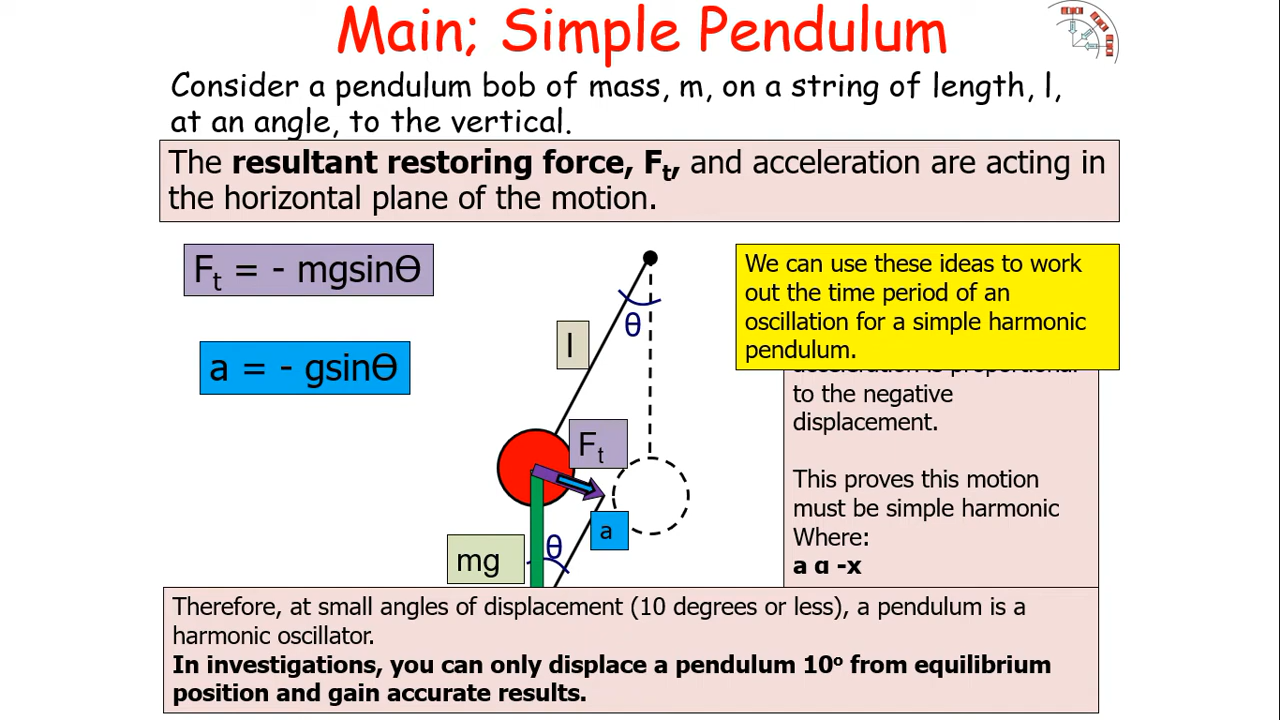 Main; Simple Pendulum
Consider a pendulum bob of mass, m, on a string of length, l,
at an angle, to the vertical.
The resultant restoring force, Ft, and acceleration are acting in
the horizontal plane of the motion.
Ft = - mgsinϴ
a = - gsinϴ
θ
l
Ft
a
mg
θ
We can use these ideas to work
out the time period of an
oscillation for a simple harmonic
pendulum.
acceleration is proportional
to the negative
displacement.
This proves this motion
must be simple harmonic
Where:
a α -x
Therefore, at small angles of displacement (10 degrees or less), a pendulum is a
harmonic oscillator.
In investigations, you can only displace a pendulum 10º from equilibrium
position and gain accurate results.